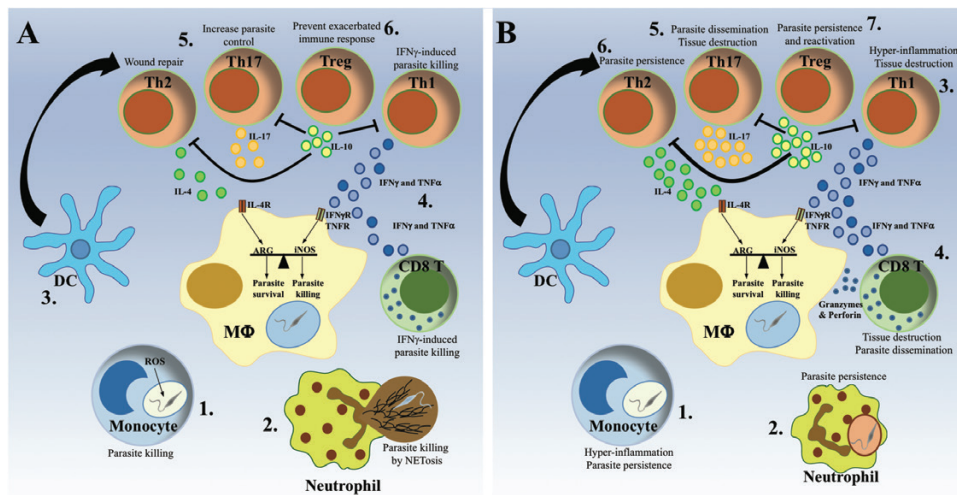 A
5.
Increase parasite
control
6.
Prevent exacerbated
immune response
IFNγ-induced
parasite killing
Wound repair
Th2
Th17
Treg
Th1
IL-17
IL-10
IL-4
IFNγ and TNFα
4.
IL-4R
IFNγR
TNFR
IFNγ and TNFα
ARG
iNOS
CD8 T
DC
3.
Parasite
survival
Parasite
killing
MΦ
IFNγ-induced
parasite killing
ROS
1.
Monocyte
Parasite killing
2.
Parasite killing
by NETosis
Neutrophil
B
5.
Parasite dissemination
Tissue destruction
7.
Parasite persistence
and reactivation
6.
Parasite persistence
Hyper-inflammation
Tissue destruction
3.
Th2
Th17
Treg
Th1
IL-17
IL-10
IL-4
IFNγ and TNFα
IL-4R
IFNγR
TNFR
IFNγ and TNFα
ARG
iNOS
4.
CD8 T
DC
Parasite
survival
Parasite
killing
Granzymes
& Perforin
MΦ
Tissue destruction
Parasite dissemination
1.
Monocyte
Hyper-inflammation
Parasite persistence
Parasite persistence
2.
Neutrophil